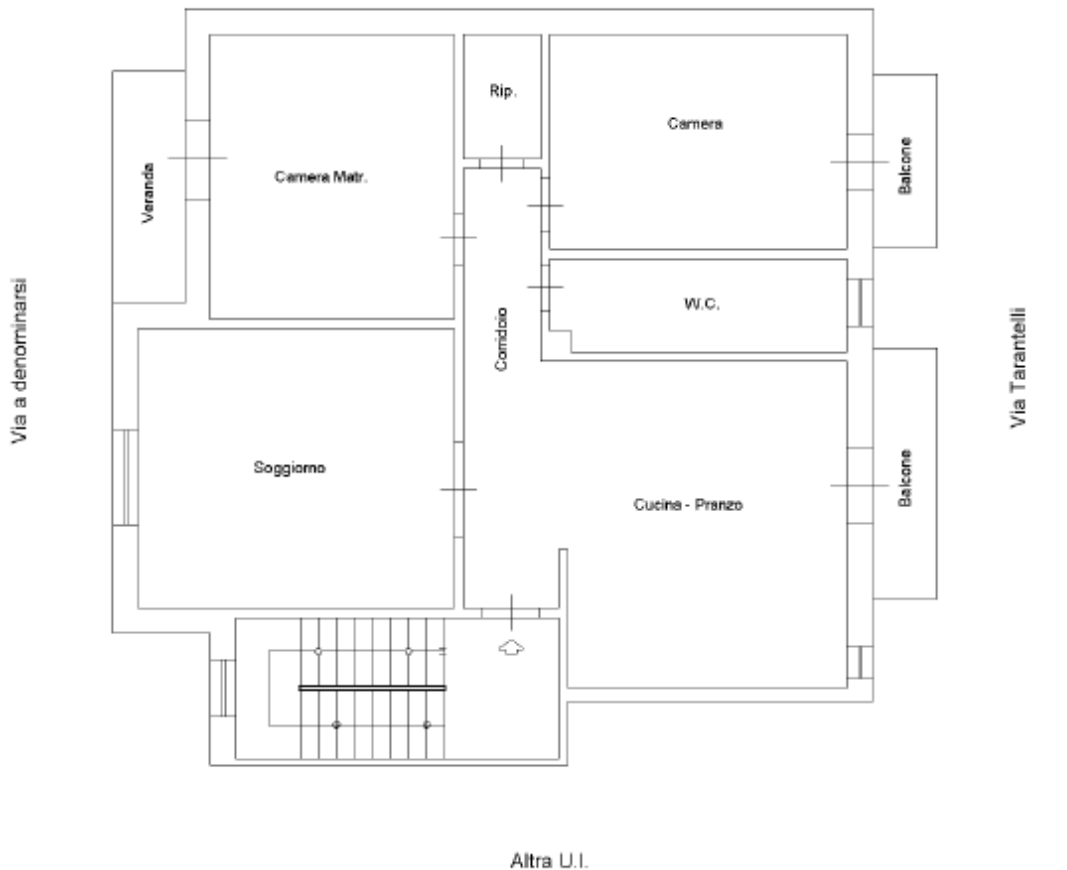 Rip.
Camera
Camera Matr.
Veranda
Balcone
W.C.
Corridoio
Via a denominarsi
Via Tarantelli
Soggiorno
Cucina - Pranzo
Balcone
Altra U.I.